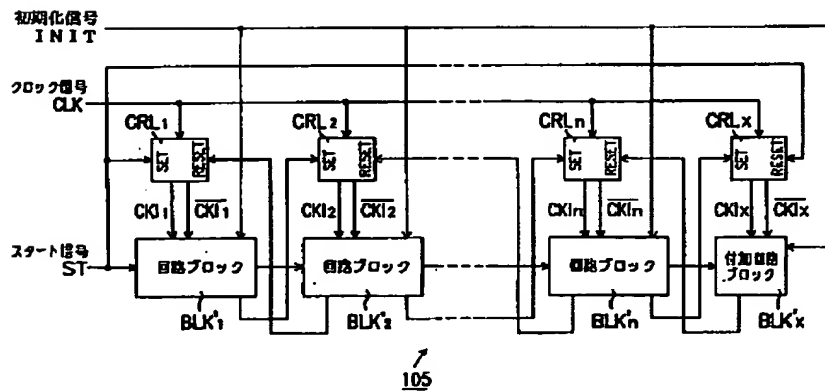 初期化信号
INIT
クロック信号
CLK
CRL1 CRL2 CRLn CRLx
SET RESET SET RESET SET RESET SET RESET
CKI1 CKI1 CKI2 CKI2 CKIn CKIn CKIx CKIx
スタート信号
ST
回路ブロック 回路ブロック 回路ブロック 付加回路
ブロック
BLK'1 BLK'2 BLK'n BLK'x
105